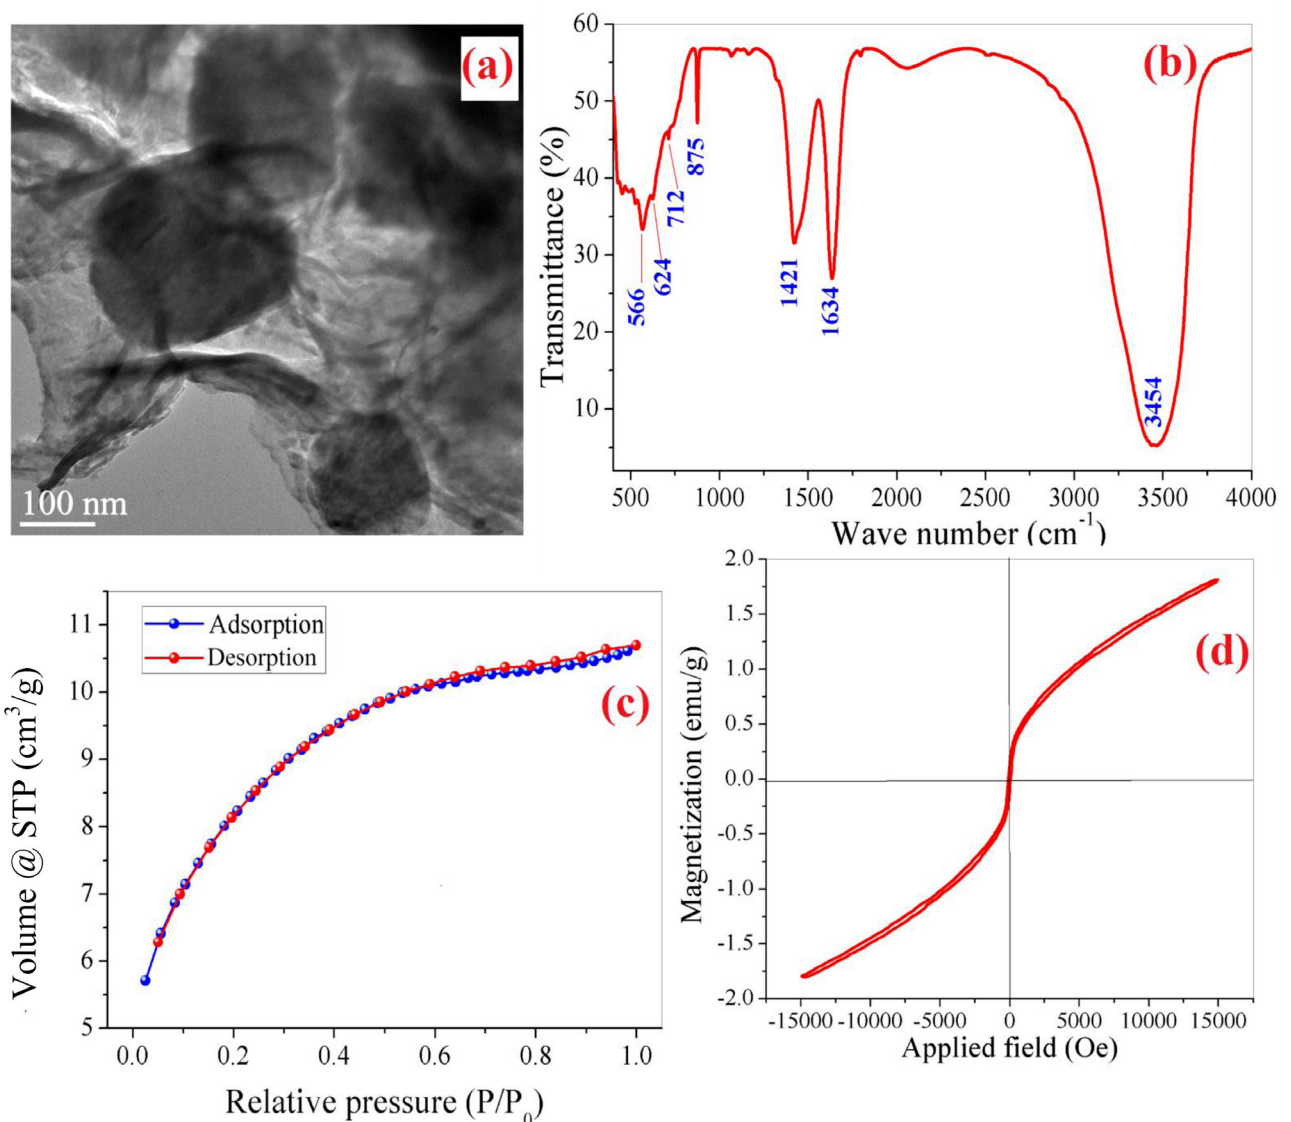 (a)
100 nm
(b)
60
50
40
30
20
10
Transmittance (%)
566
624
712
875
1421
1634
3454
500 1000 1500 2000 2500 3000 3500 4000
Wave number (cm⁻¹)
11
10
9
8
7
6
5
Volume @ STP (cm³/g)
Adsorption
Desorption
(c)
0.0 0.2 0.4 0.6 0.8 1.0
Relative pressure (P/P₀)
2.0
1.5
1.0
0.5
0.0
-0.5
-1.0
-1.5
-2.0
Magnetization (emu/g)
(d)
-15000 -10000 -5000 0 5000 10000 15000
Applied field (Oe)